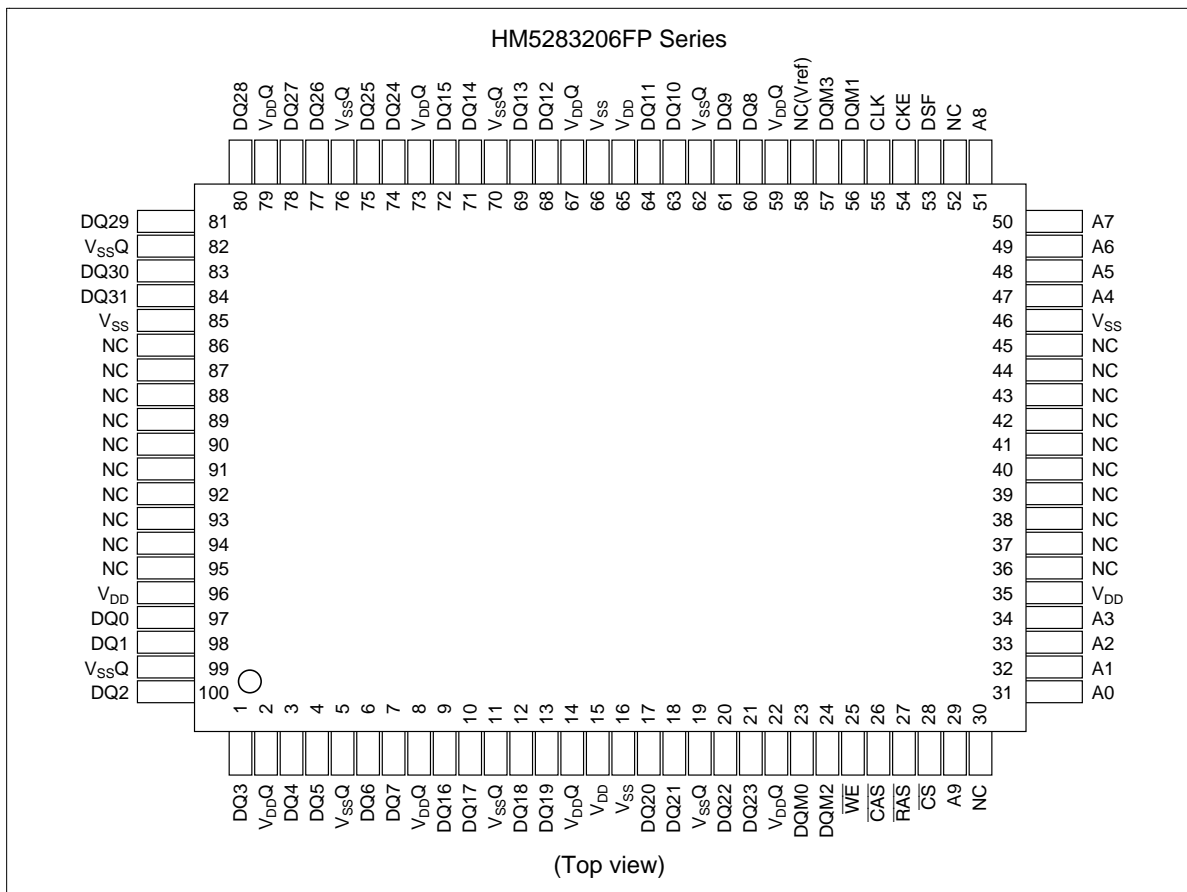 HM5283206FP Series
DQ28 VDDQ DQ27 DQ26 VSSQ DQ25 DQ24 VDDQ DQ15 DQ14 VSSQ DQ13 DQ12 VDDQ VSS VDD DQ11 DQ10 VSSQ DQ9 DQ8 VDDQ NC(Vref) DQM3 DQM1 CLK CKE DSF NC A8
80 79 78 77 76 75 74 73 72 71 70 69 68 67 66 65 64 63 62 61 60 59 58 57 56 55 54 53 52 51
DQ29 81 50 A7
VSSQ 82 49 A6
DQ30 83 48 A5
DQ31 84 47 A4
VSS 85 46 VSS
NC 86 45 NC
NC 87 44 NC
NC 88 43 NC
NC 89 42 NC
NC 90 41 NC
NC 91 40 NC
NC 92 39 NC
NC 93 38 NC
NC 94 37 NC
NC 95 36 NC
VDD 96 35 VDD
DQ0 97 34 A3
DQ1 98 33 A2
VSSQ 99 32 A1
DQ2 100 31 A0
1 2 3 4 5 6 7 8 9 10 11 12 13 14 15 16 17 18 19 20 21 22 23 24 25 26 27 28 29 30
DQ3 VDDQ DQ4 DQ5 VSSQ DQ6 DQ7 VDDQ DQ16 DQ17 VSSQ DQ18 DQ19 VDDQ VDD VSS DQ20 DQ21 VSSQ DQ22 DQ23 VDDQ DQM0 DQM2 WE CAS RAS CS A9 NC
(Top view)